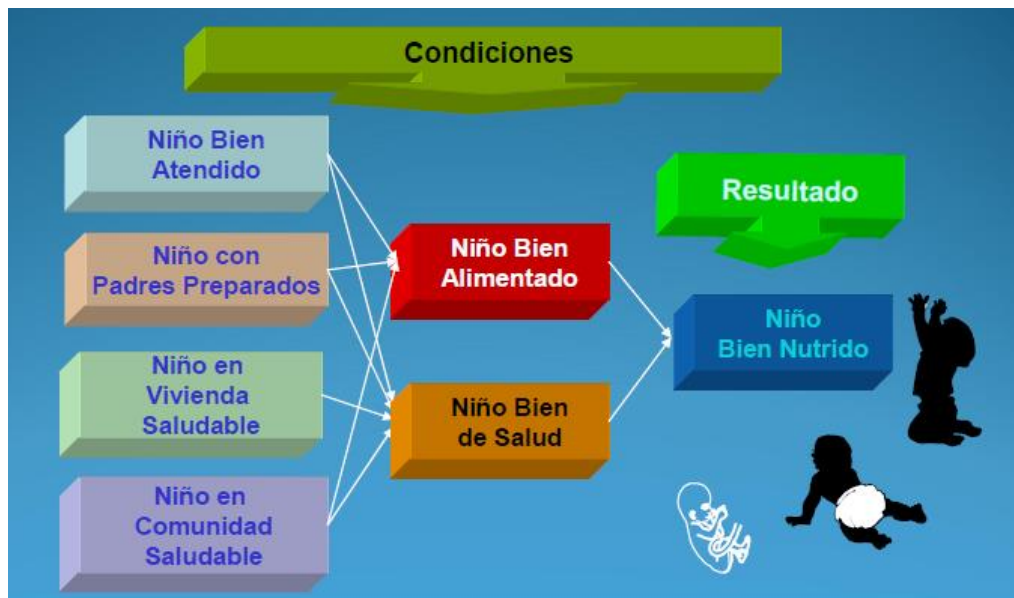 Condiciones
Niño Bien
Atendido
Niño con
Padres Preparados
Niño en
Vivienda
Saludable
Niño en
Comunidad
Saludable
Niño Bien
Alimentado
Niño Bien
de Salud
Resultado
Niño
Bien Nutrido